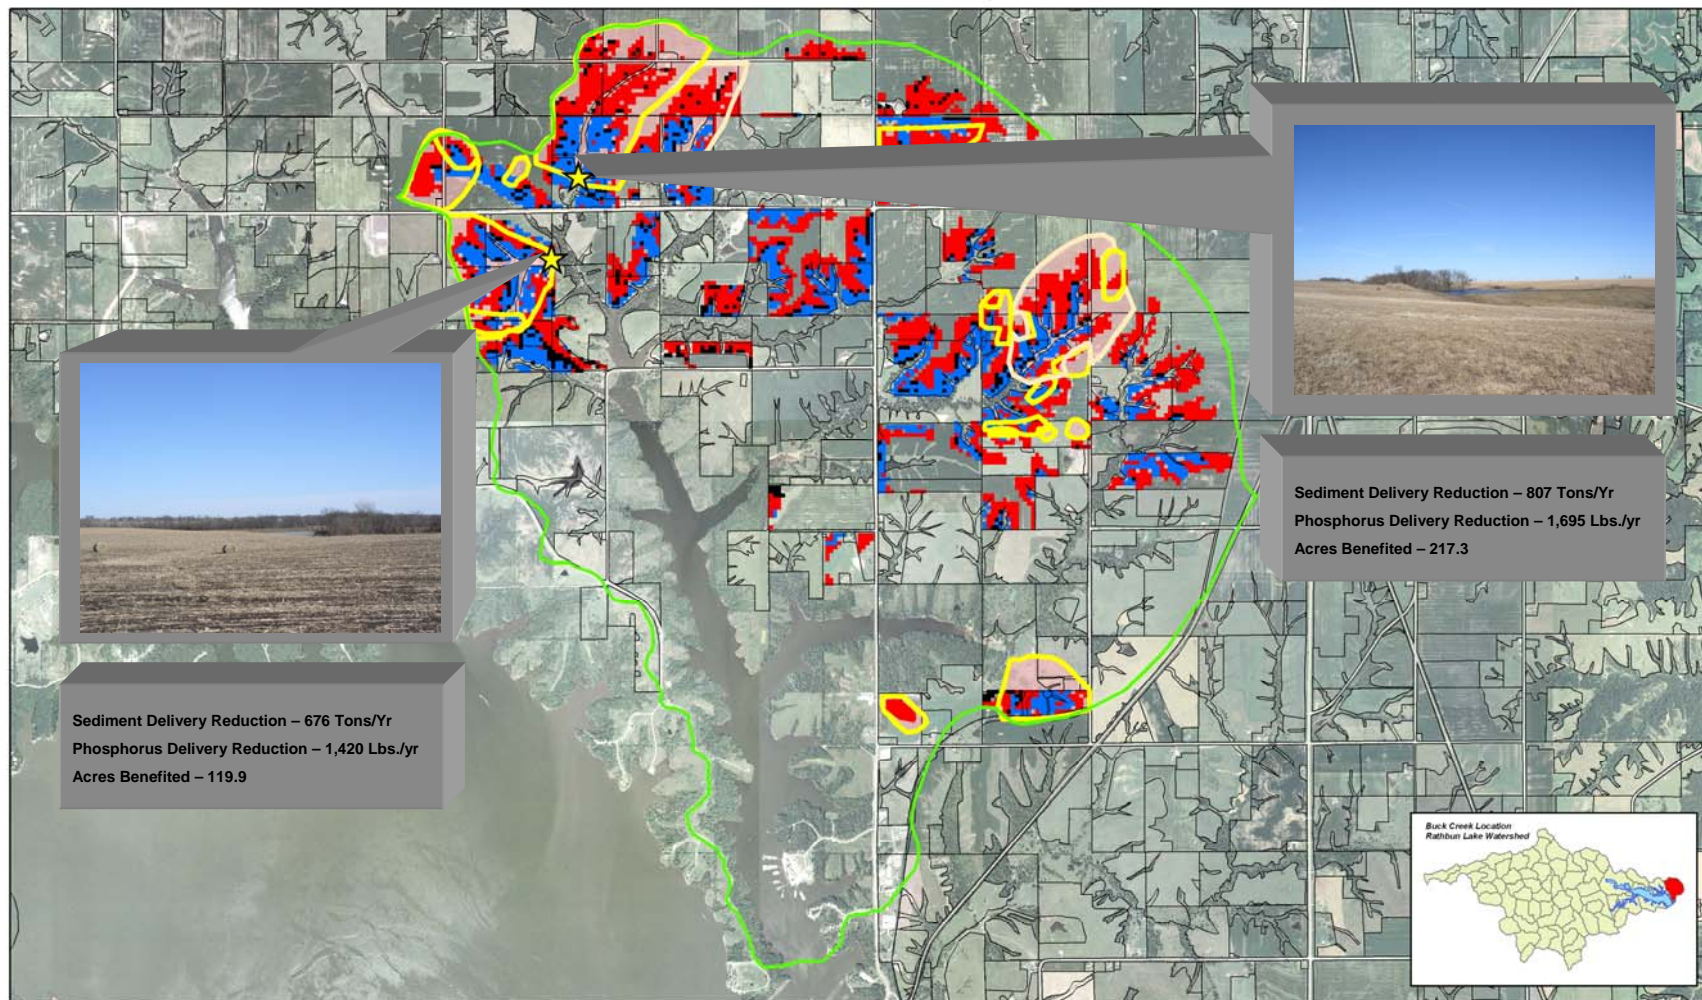 Sediment Delivery Reduction – 807 Tons/Yr
Phosphorus Delivery Reduction – 1,695 Lbs./yr
Acres Benefited – 217.3
Sediment Delivery Reduction – 676 Tons/Yr
Phosphorus Delivery Reduction – 1,420 Lbs./yr
Acres Benefited – 119.9
Buck Creek Location
Rathbun Lake Watershed